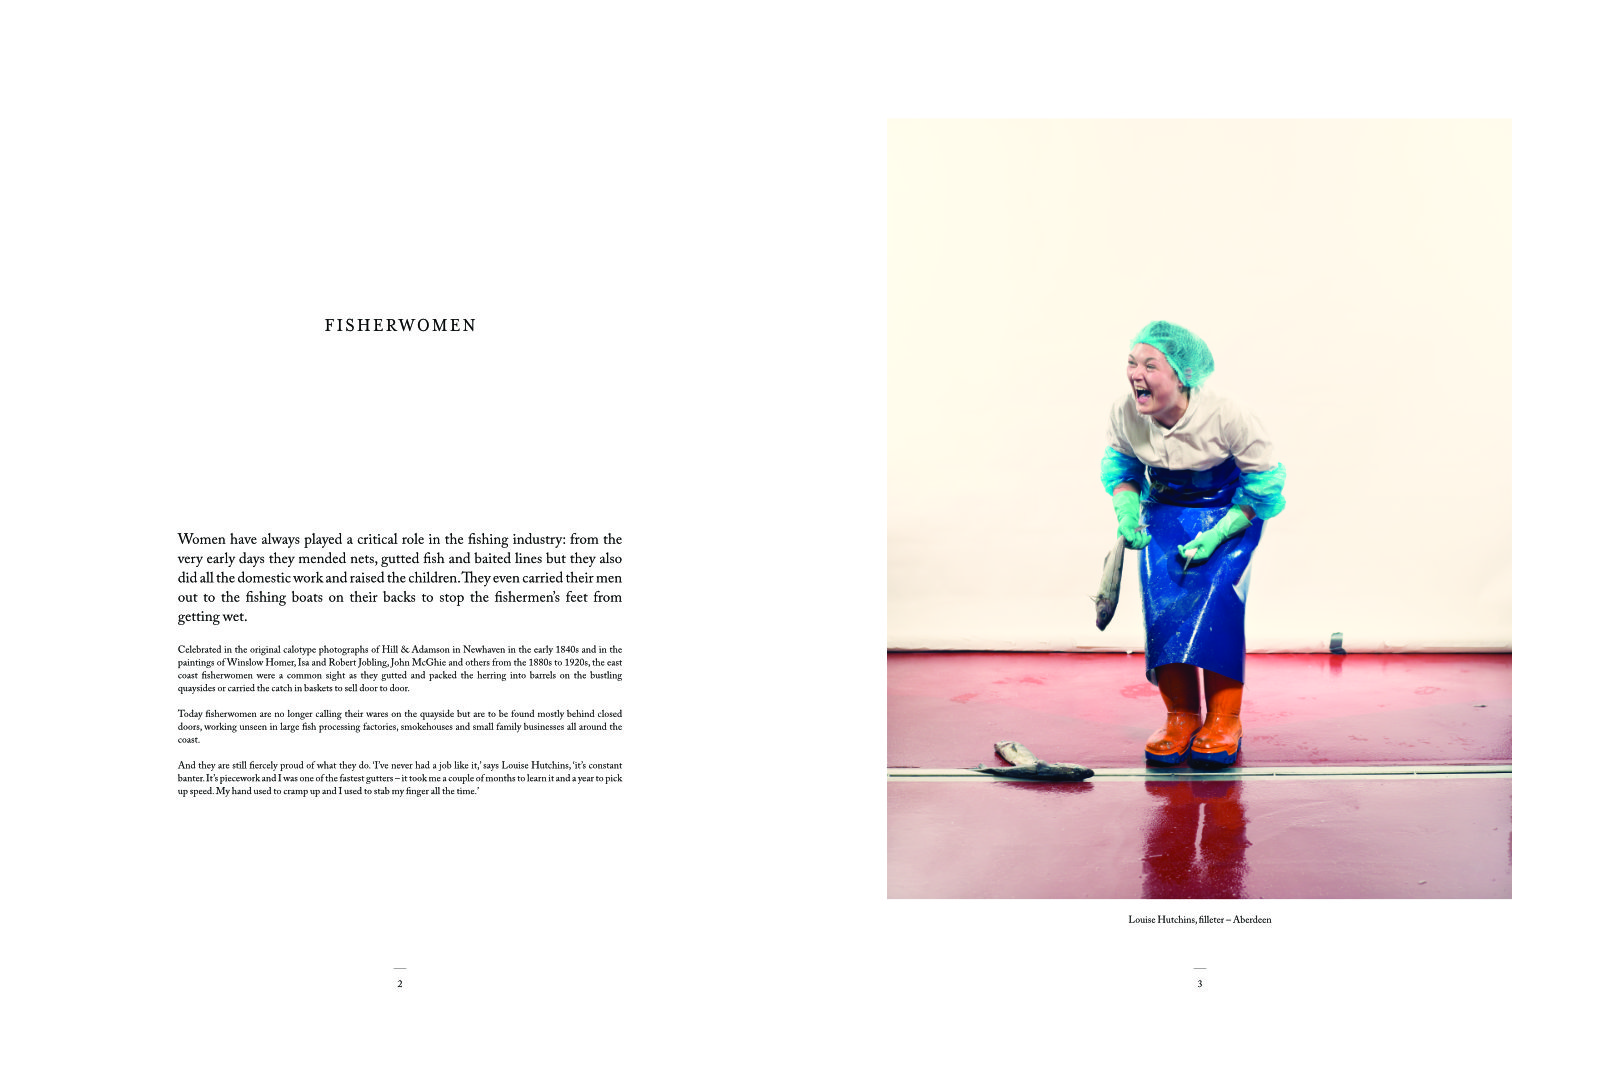 FISHERWOMEN
Women have always played a critical role in the fishing industry: from the
very early days they mended nets, gutted fish and baited lines but they also
did all the domestic work and raised the children. They even carried their men
out to the fishing boats on their backs to stop the fishermen's feet from
getting wet.
Celebrated in the original calotype photographs of Hill & Adamson in Newhaven in the early 1840s and in the
paintings of Winslow Homer, Isa and Robert Jobling, John McGhie and others from the 1880s to 1920s, the east
coast fisherwomen were a common sight as they gutted and packed the herring into barrels on the bustling
quaysides or carried the catch in baskets to sell door to door.
Today fisherwomen are no longer calling their wares on the quayside but are to be found mostly behind closed
doors, working unseen in large fish processing factories, smokehouses and small family businesses all around the
coast.
And they are still fiercely proud of what they do. 'I've never had a job like it,' says Louise Hutchins, 'it's constant
banter. It's piecework and I was one of the fastest gutters – it took me a couple of months to learn it and a year to pick
up speed. My hand used to cramp up and I used to stab my finger all the time.'
2
Louise Hutchins, filleter – Aberdeen
3